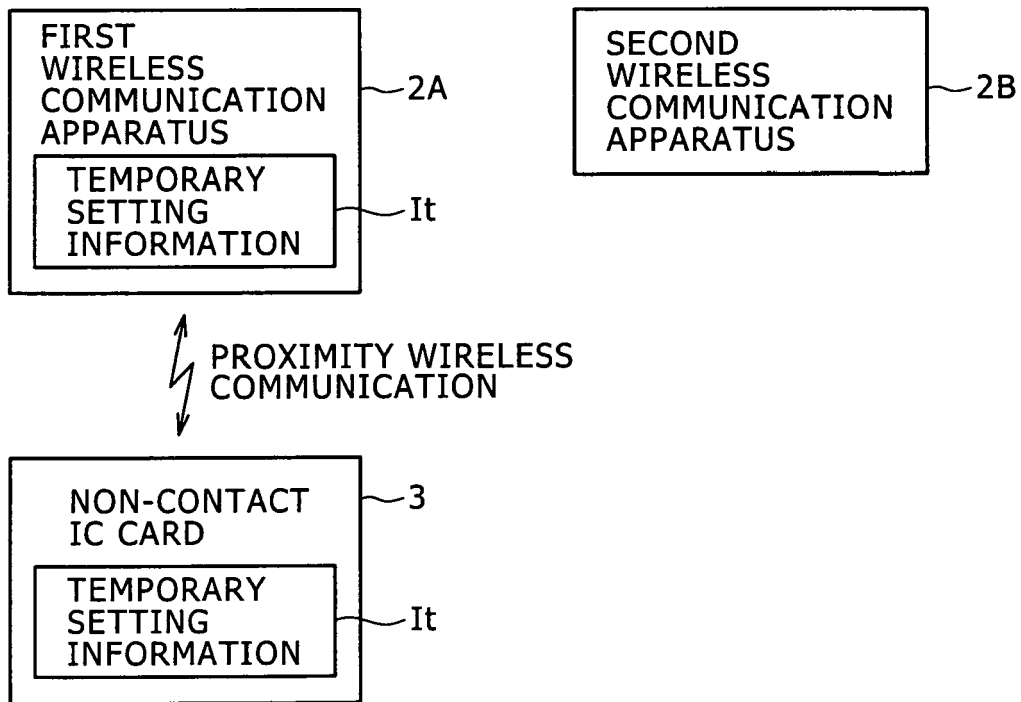 FIRST
WIRELESS
COMMUNICATION
APPARATUS
2A
TEMPORARY
SETTING
INFORMATION
It
SECOND
WIRELESS
COMMUNICATION
APPARATUS
2B
PROXIMITY WIRELESS
COMMUNICATION
NON-CONTACT
IC CARD
3
TEMPORARY
SETTING
INFORMATION
It